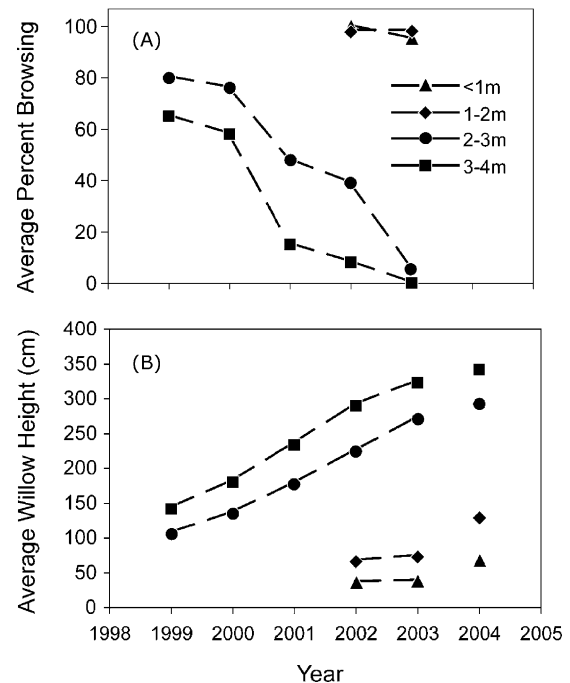 (A)
Average Percent Browsing
100
80
60
40
20
0
<1m
1-2m
2-3m
3-4m
(B)
Average Willow Height (cm)
400
350
300
250
200
150
100
50
0
1998 1999 2000 2001 2002 2003 2004 2005
Year